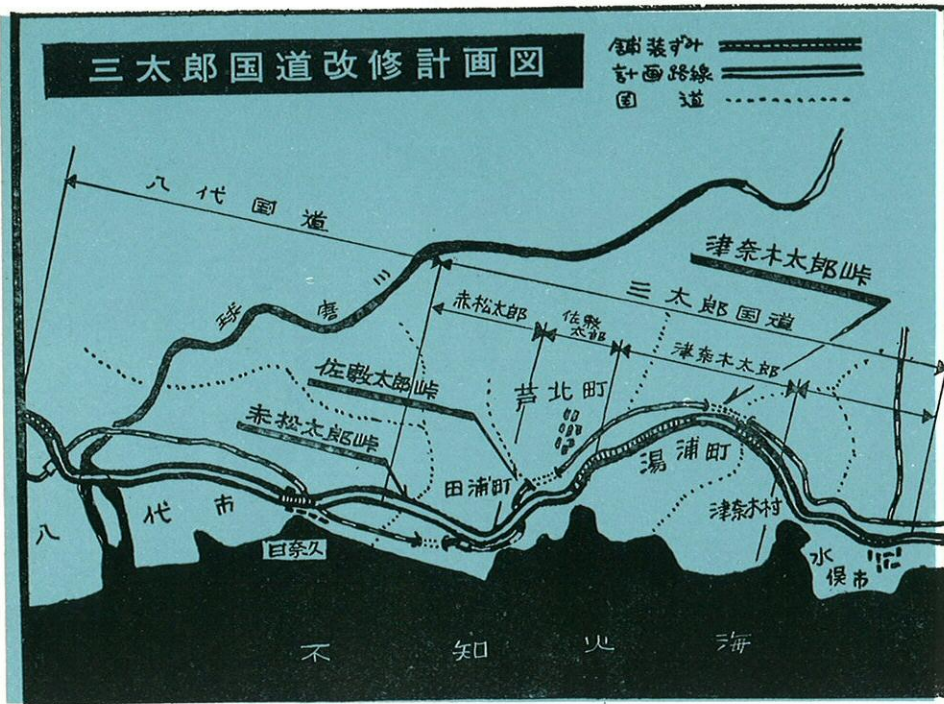 三太郎国道改修計画図
舗装ずみ
計画路線
国道
八代国道
球磨川
津奈木太郎峠
三太郎国道
赤松太郎
佐敷太郎
津奈木太郎
佐敷太郎峠
芦北町
赤松太郎峠
田浦町
湯浦町
八代市
日奈久
津奈木村
水俣市
不知火海